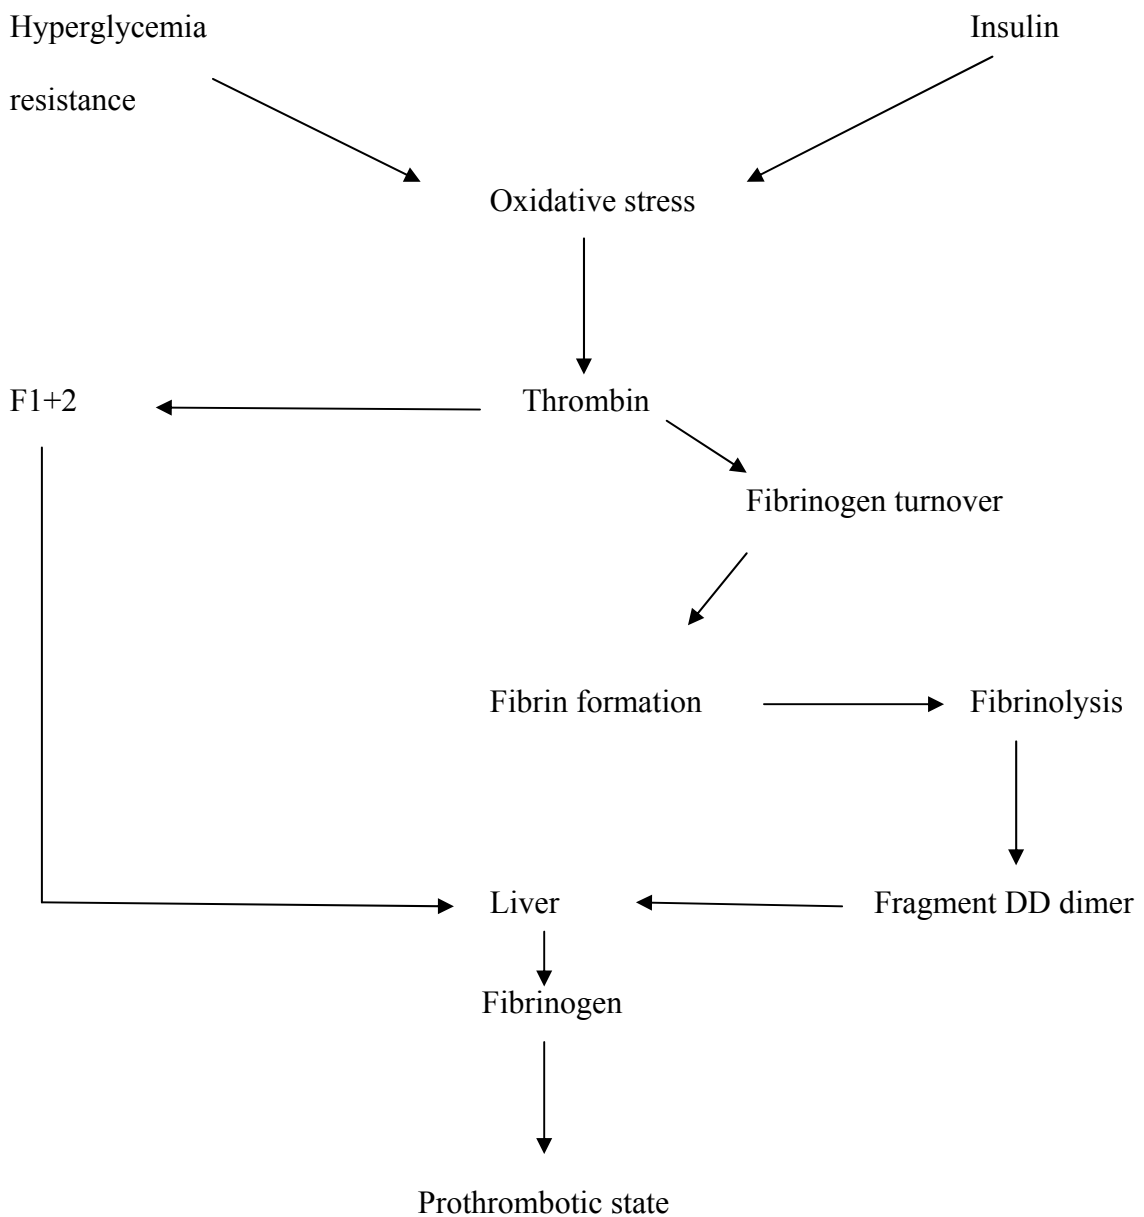 Hyperglycemia Insulin
resistance
Oxidative stress
F1+2 Thrombin
Fibrinogen turnover
Fibrin formation Fibrinolysis
Liver Fragment DD dimer
Fibrinogen
Prothrombotic state